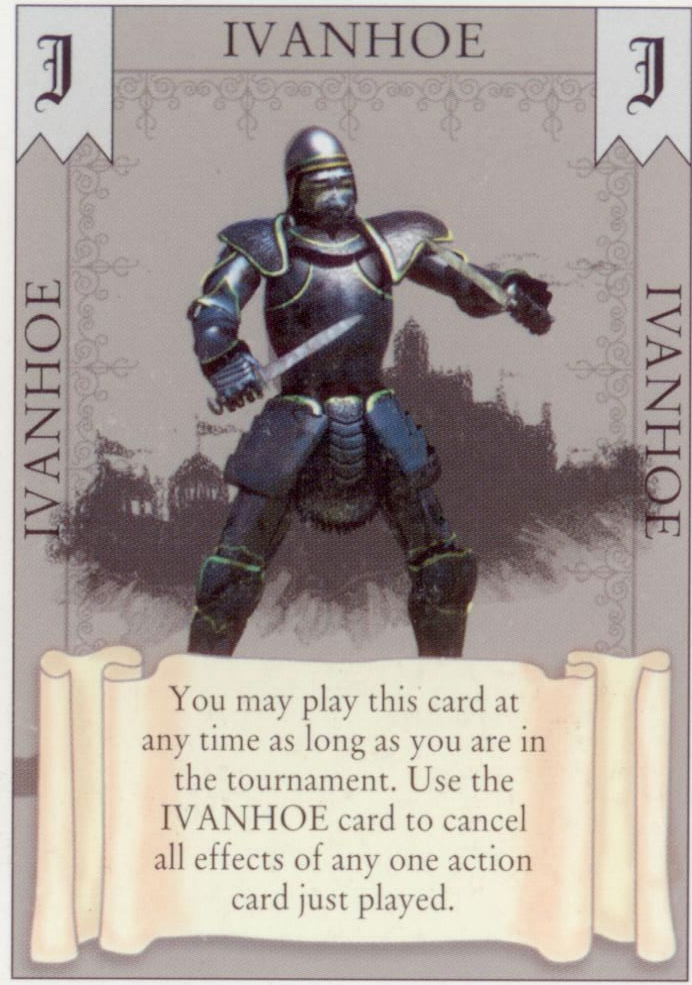 I
IVANHOE
I
IVANHOE
IVANHOE
You may play this card at
any time as long as you are in
the tournament. Use the
IVANHOE card to cancel
all effects of any one action
card just played.